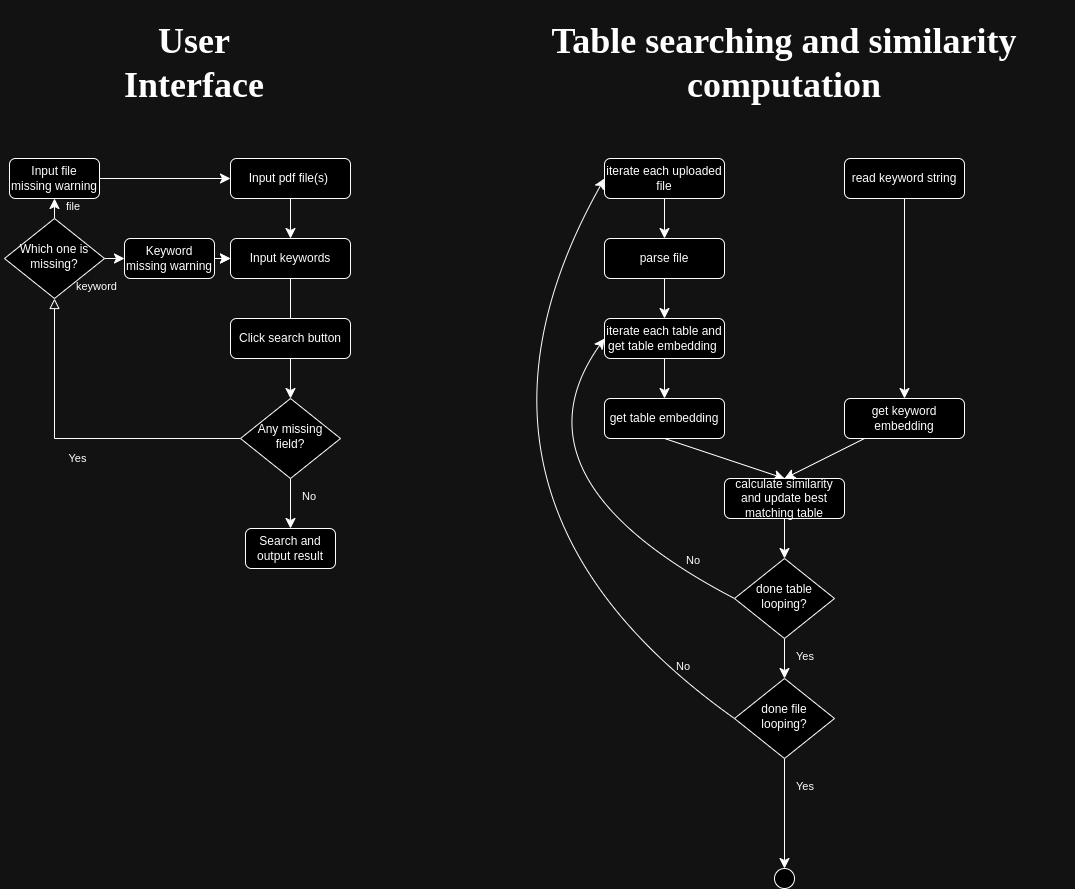 User
Interface
Table searching and similarity
computation
Input file
missing warning
Input pdf file(s)
file
Which one is
missing?
Keyword
missing warning
Input keywords
keyword
Click search button
Any missing
field?
Yes
No
Search and
output result
iterate each uploaded
file
read keyword string
parse file
iterate each table and
get table embedding
get table embedding
get keyword
embedding
calculate similarity
and update best
matching table
No
done table
looping?
Yes
No
done file
looping?
Yes